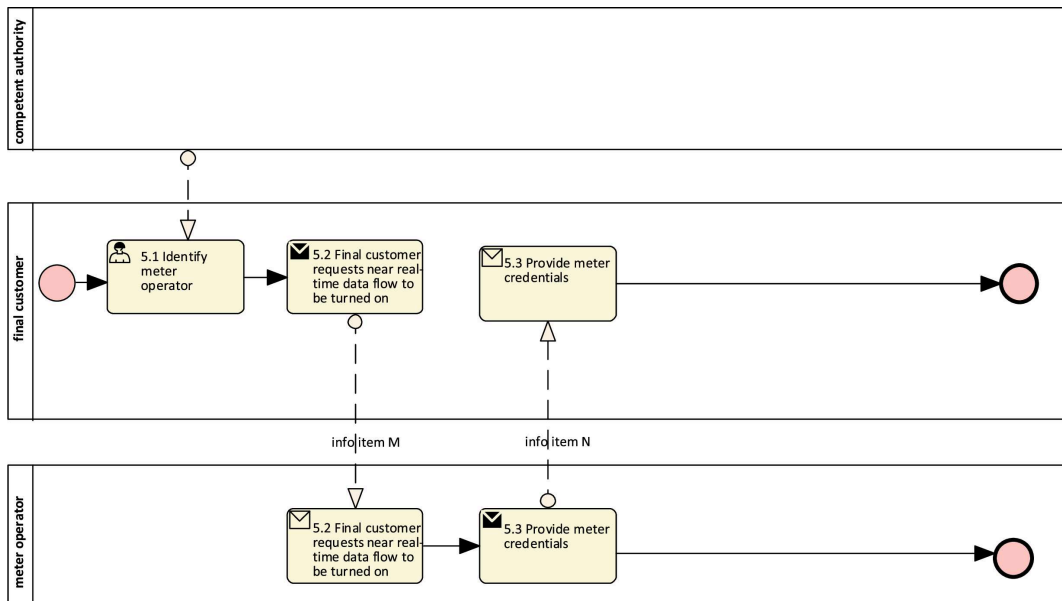 competent authority
final customer
5.1 Identify
meter
operator
5.2 Final customer
requests near real-
time data flow to
be turned on
5.3 Provide meter
credentials
info item M
info item N
meter operator
5.2 Final customer
requests near real-
time data flow to
be turned on
5.3 Provide meter
credentials